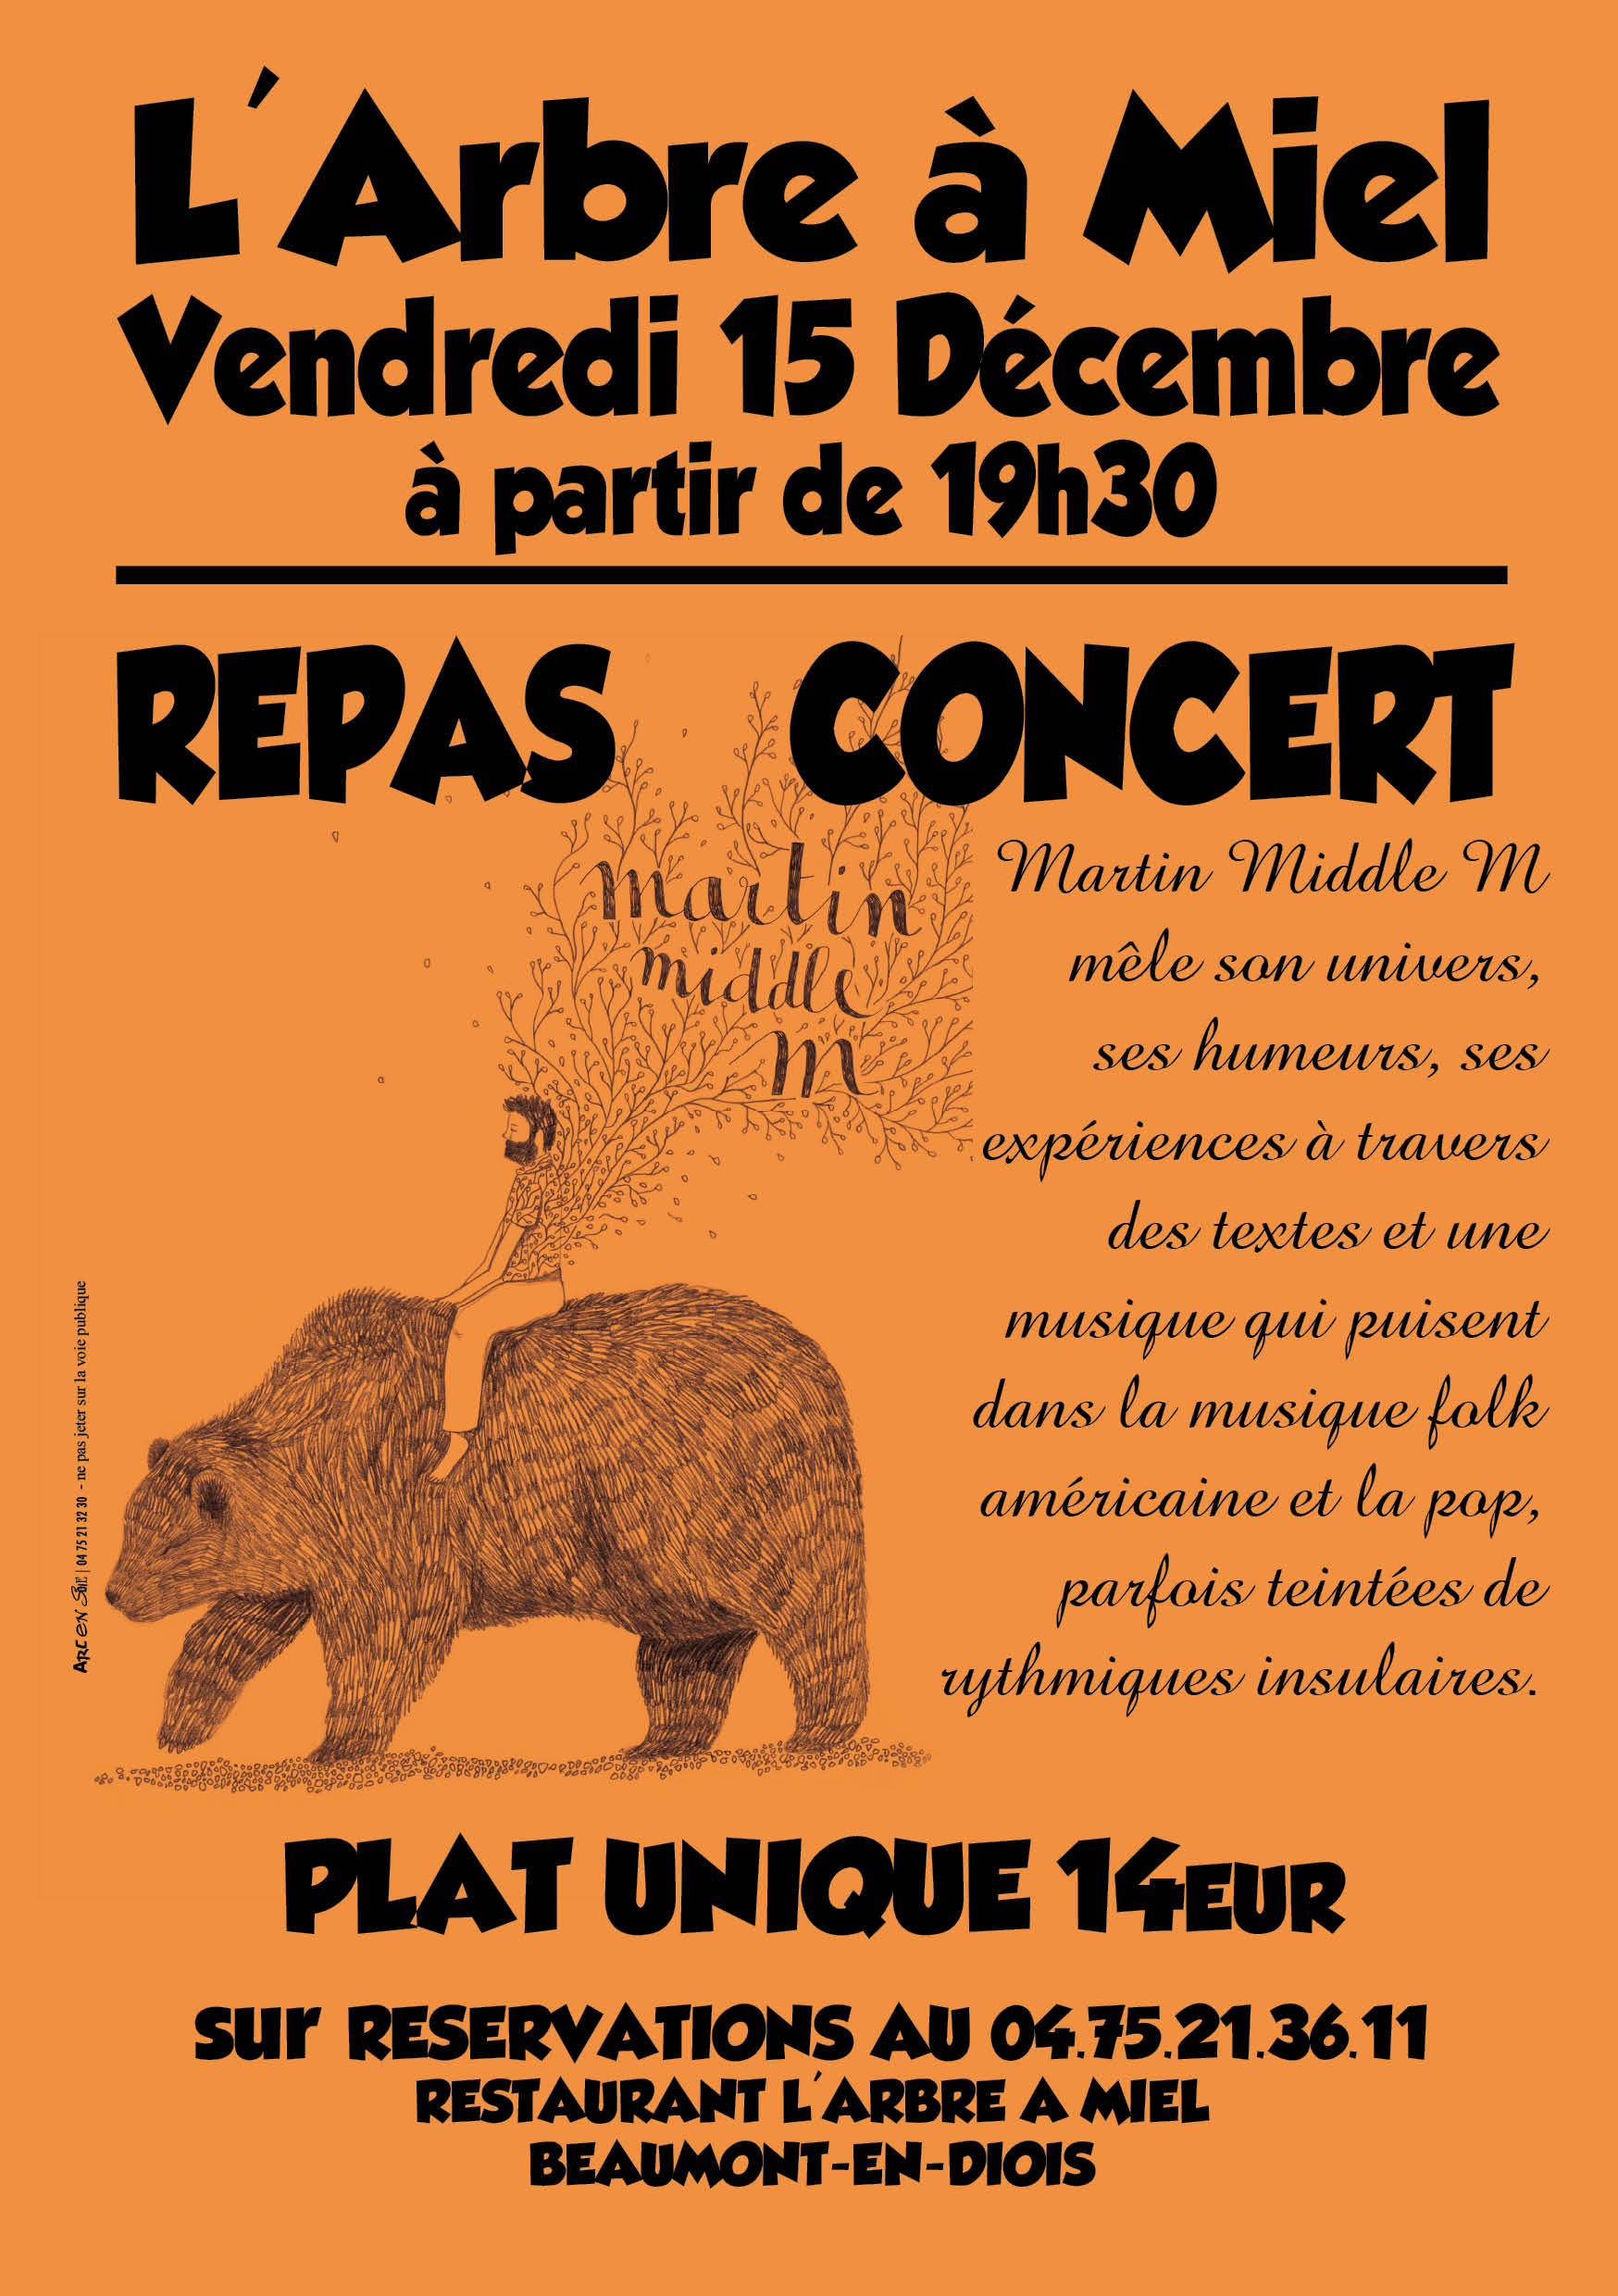 L'Arbre à Miel
Vendredi 15 Décembre
à partir de 19h30
REPAS CONCERT
martin
middle
m
Martin Middle M
mêle son univers,
ses humeurs, ses
expériences à travers
des textes et une
musique qui puisent
dans la musique folk
américaine et la pop,
parfois teintées de
rythmiques insulaires.
ARC EN SOIE | 04 75 21 32 30 - ne pas jeter sur la voie publique
PLAT UNIQUE 14EUR
sur RESERVATIONS AU 04.75.21.36.11
RESTAURANT L'ARBRE A MIEL
BEAUMONT-EN-DIOIS